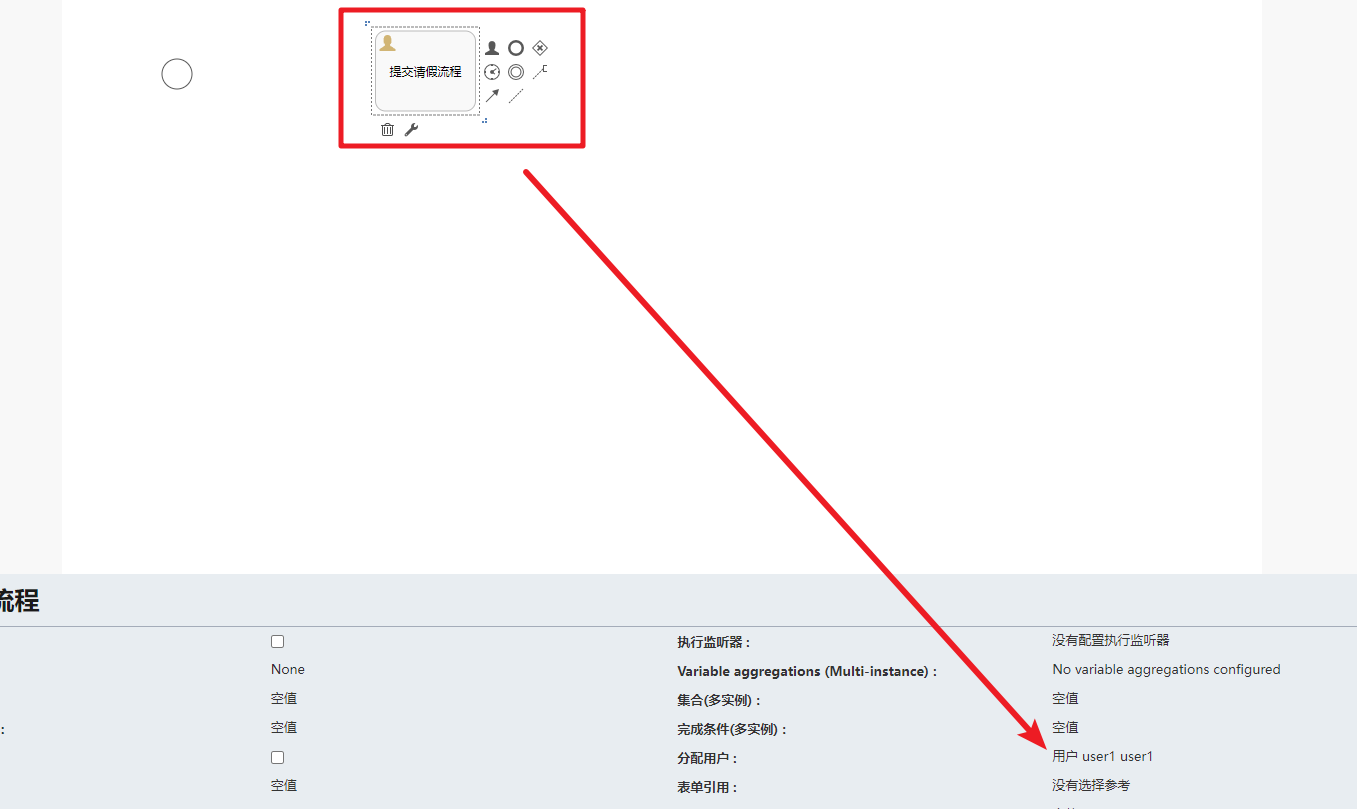 提交请假流程
流程
执行监听器 :
没有配置执行监听器
None
Variable aggregations (Multi-instance) :
No variable aggregations configured
空值
集合(多实例) :
空值
:
空值
完成条件(多实例) :
空值
分配用户 :
用户 user1 user1
空值
表单引用 :
没有选择参考